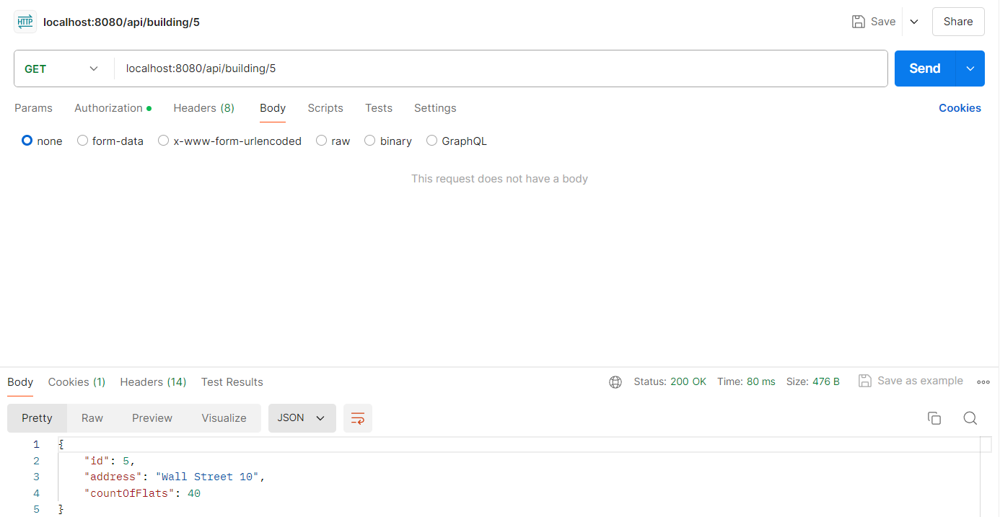 HTTP localhost:8080/api/building/5 Save Share
GET localhost:8080/api/building/5 Send
Params Authorization Headers (8) Body Scripts Tests Settings Cookies
none form-data x-www-form-urlencoded raw binary GraphQL
This request does not have a body
Body Cookies (1) Headers (14) Test Results Status: 200 OK Time: 80 ms Size: 476 B Save as example
Pretty Raw Preview Visualize JSON
1 {
2 "id": 5,
3 "address": "Wall Street 10",
4 "countOfFlats": 40
5 }